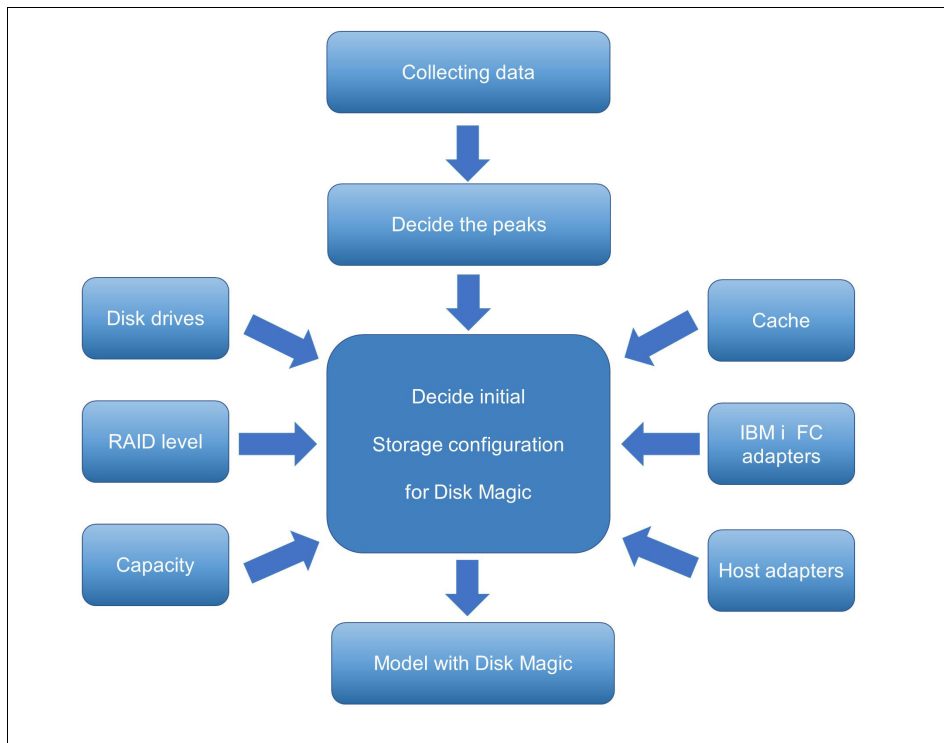 Collecting data
Decide the peaks
Disk drives
Cache
Decide initial
Storage configuration
for Disk Magic
RAID level
IBM i FC
adapters
Capacity
Host adapters
Model with Disk Magic